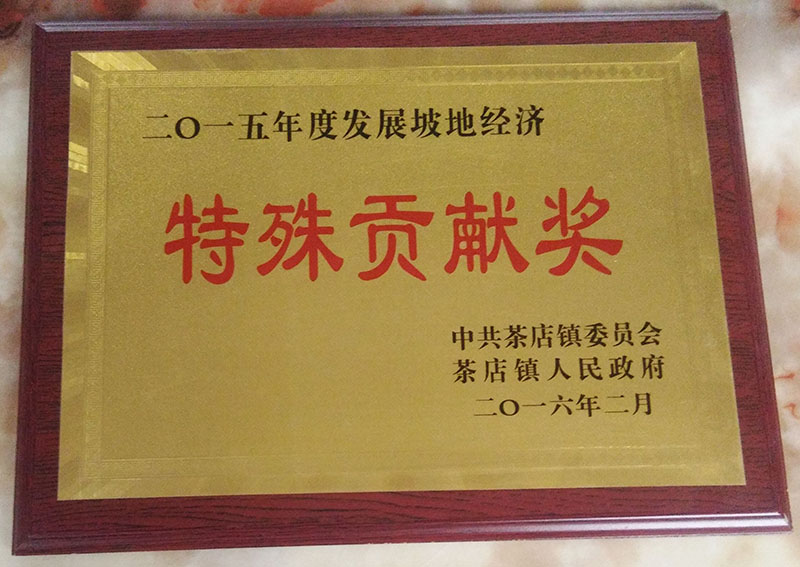 二〇一五年度发展坡地经济
特殊贡献奖
中共茶店镇委员会
茶店镇人民政府
二〇一六年二月